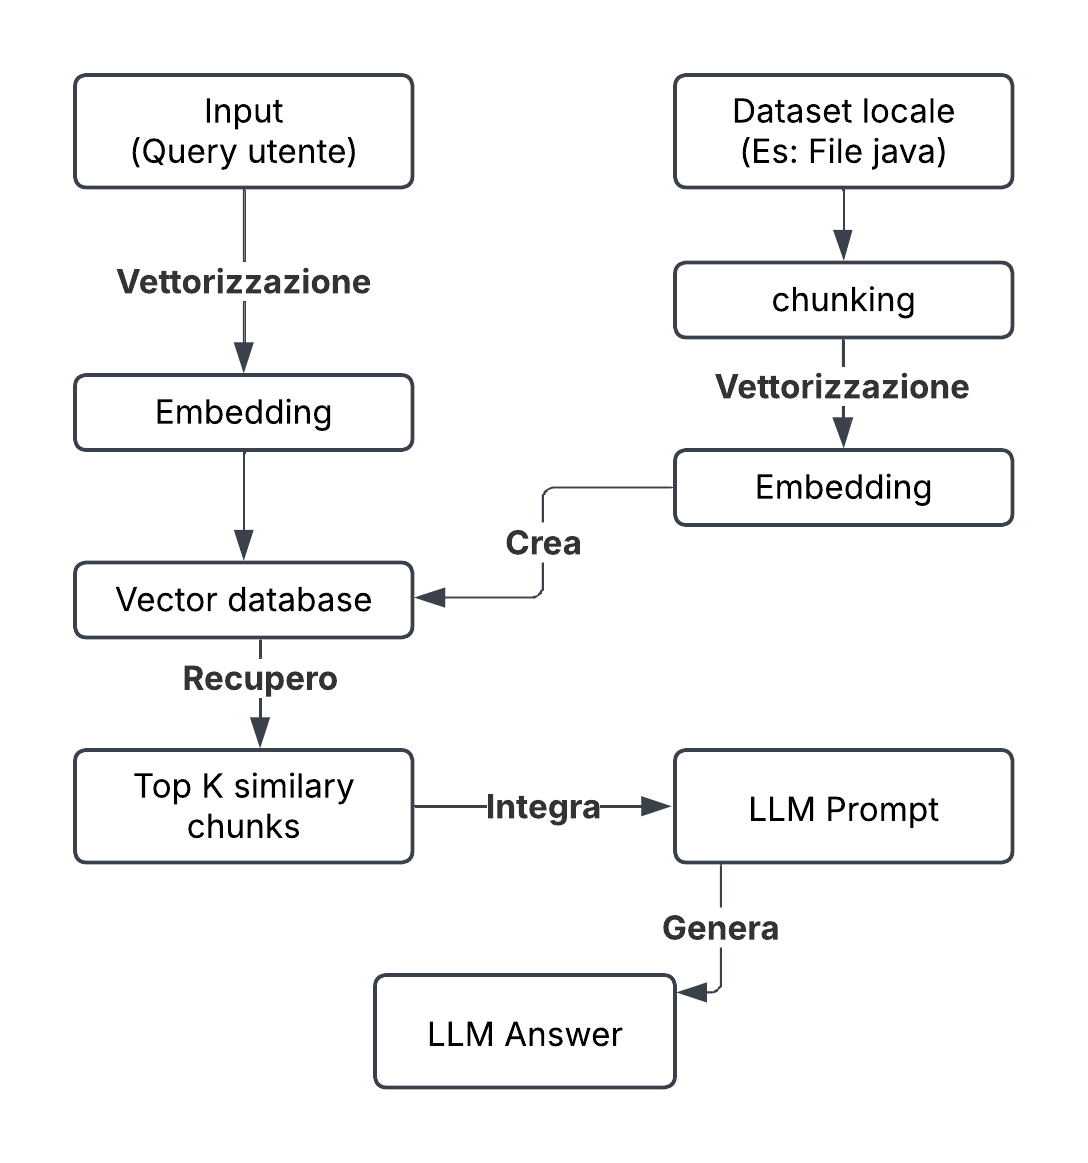 Input
(Query utente)
Dataset locale
(Es: File java)
Vettorizzazione
chunking
Vettorizzazione
Embedding
Embedding
Crea
Vector database
Recupero
Top K similary
chunks
Integra
LLM Prompt
Genera
LLM Answer